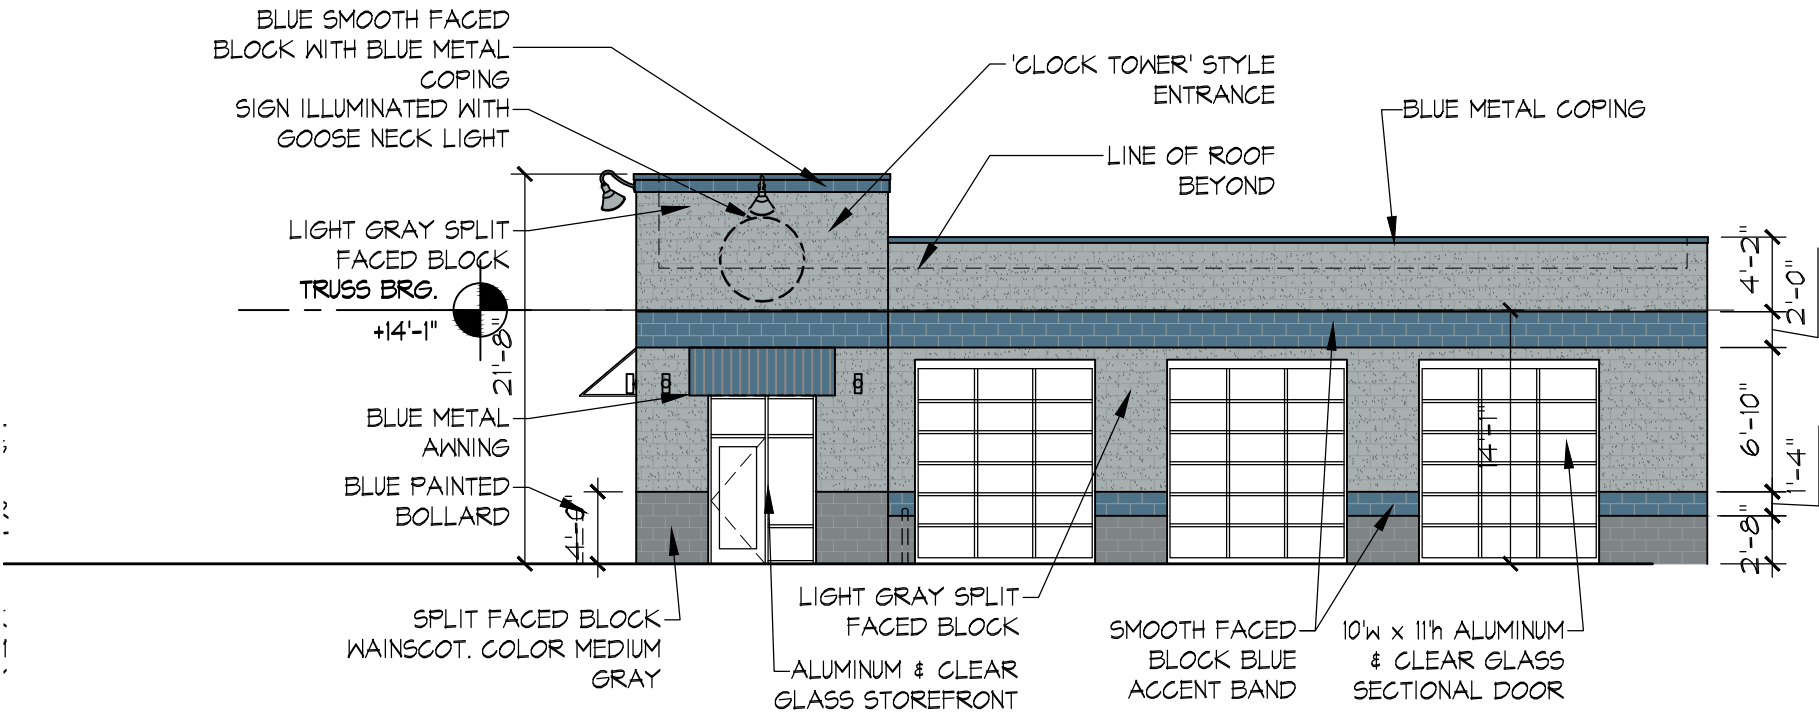 BLUE SMOOTH FACED
BLOCK WITH BLUE METAL
COPING
SIGN ILLUMINATED WITH
GOOSE NECK LIGHT
'CLOCK TOWER' STYLE
ENTRANCE
BLUE METAL COPING
LINE OF ROOF
BEYOND
LIGHT GRAY SPLIT
FACED BLOCK
TRUSS BRG.
+14'-1"
21'-8"
4'-2"
2'-0"
BLUE METAL
AWNING
14'-1"
6'-10"
1'-4"
BLUE PAINTED
BOLLARD
4'-0"
2'-8"
SPLIT FACED BLOCK
WAINSCOT. COLOR MEDIUM
GRAY
LIGHT GRAY SPLIT
FACED BLOCK
ALUMINUM & CLEAR
GLASS STOREFRONT
SMOOTH FACED
BLOCK BLUE
ACCENT BAND
10'w x 11'h ALUMINUM
& CLEAR GLASS
SECTIONAL DOOR